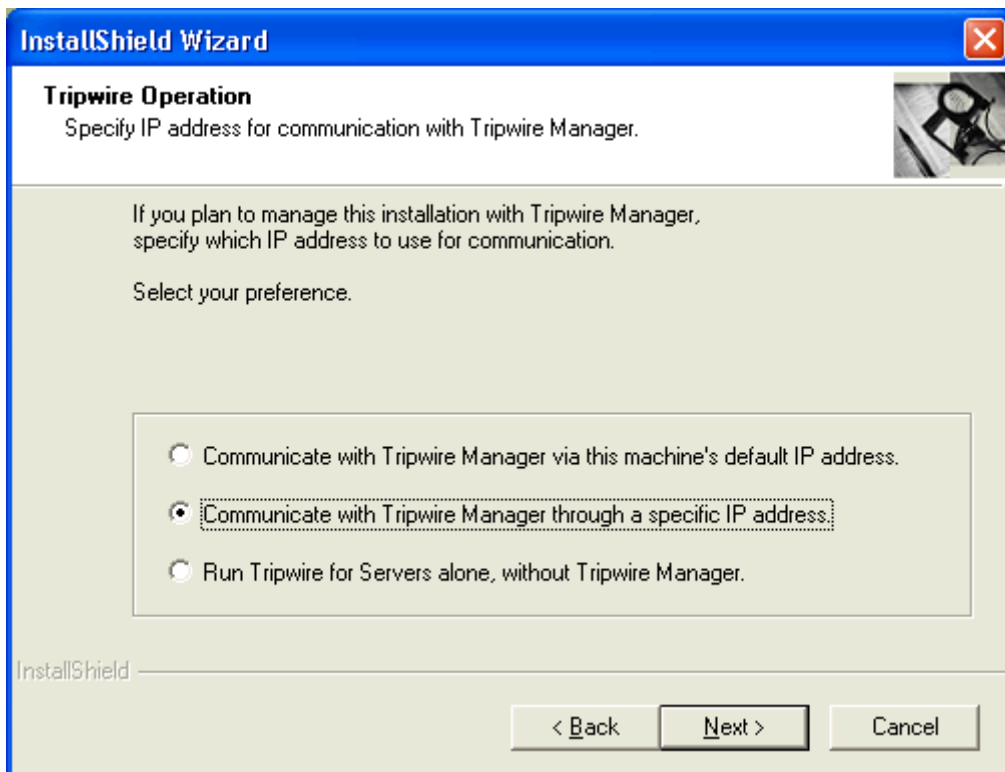 InstallShield Wizard
Tripwire Operation
Specify IP address for communication with Tripwire Manager.
If you plan to manage this installation with Tripwire Manager,
specify which IP address to use for communication.
Select your preference.
Communicate with Tripwire Manager via this machine's default IP address.
Communicate with Tripwire Manager through a specific IP address.
Run Tripwire for Servers alone, without Tripwire Manager.
InstallShield
< Back Next > Cancel